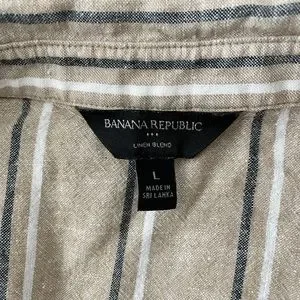 BANANA REPUBLIC
LINEN BLEND
L
MADE IN
SRI LANKA